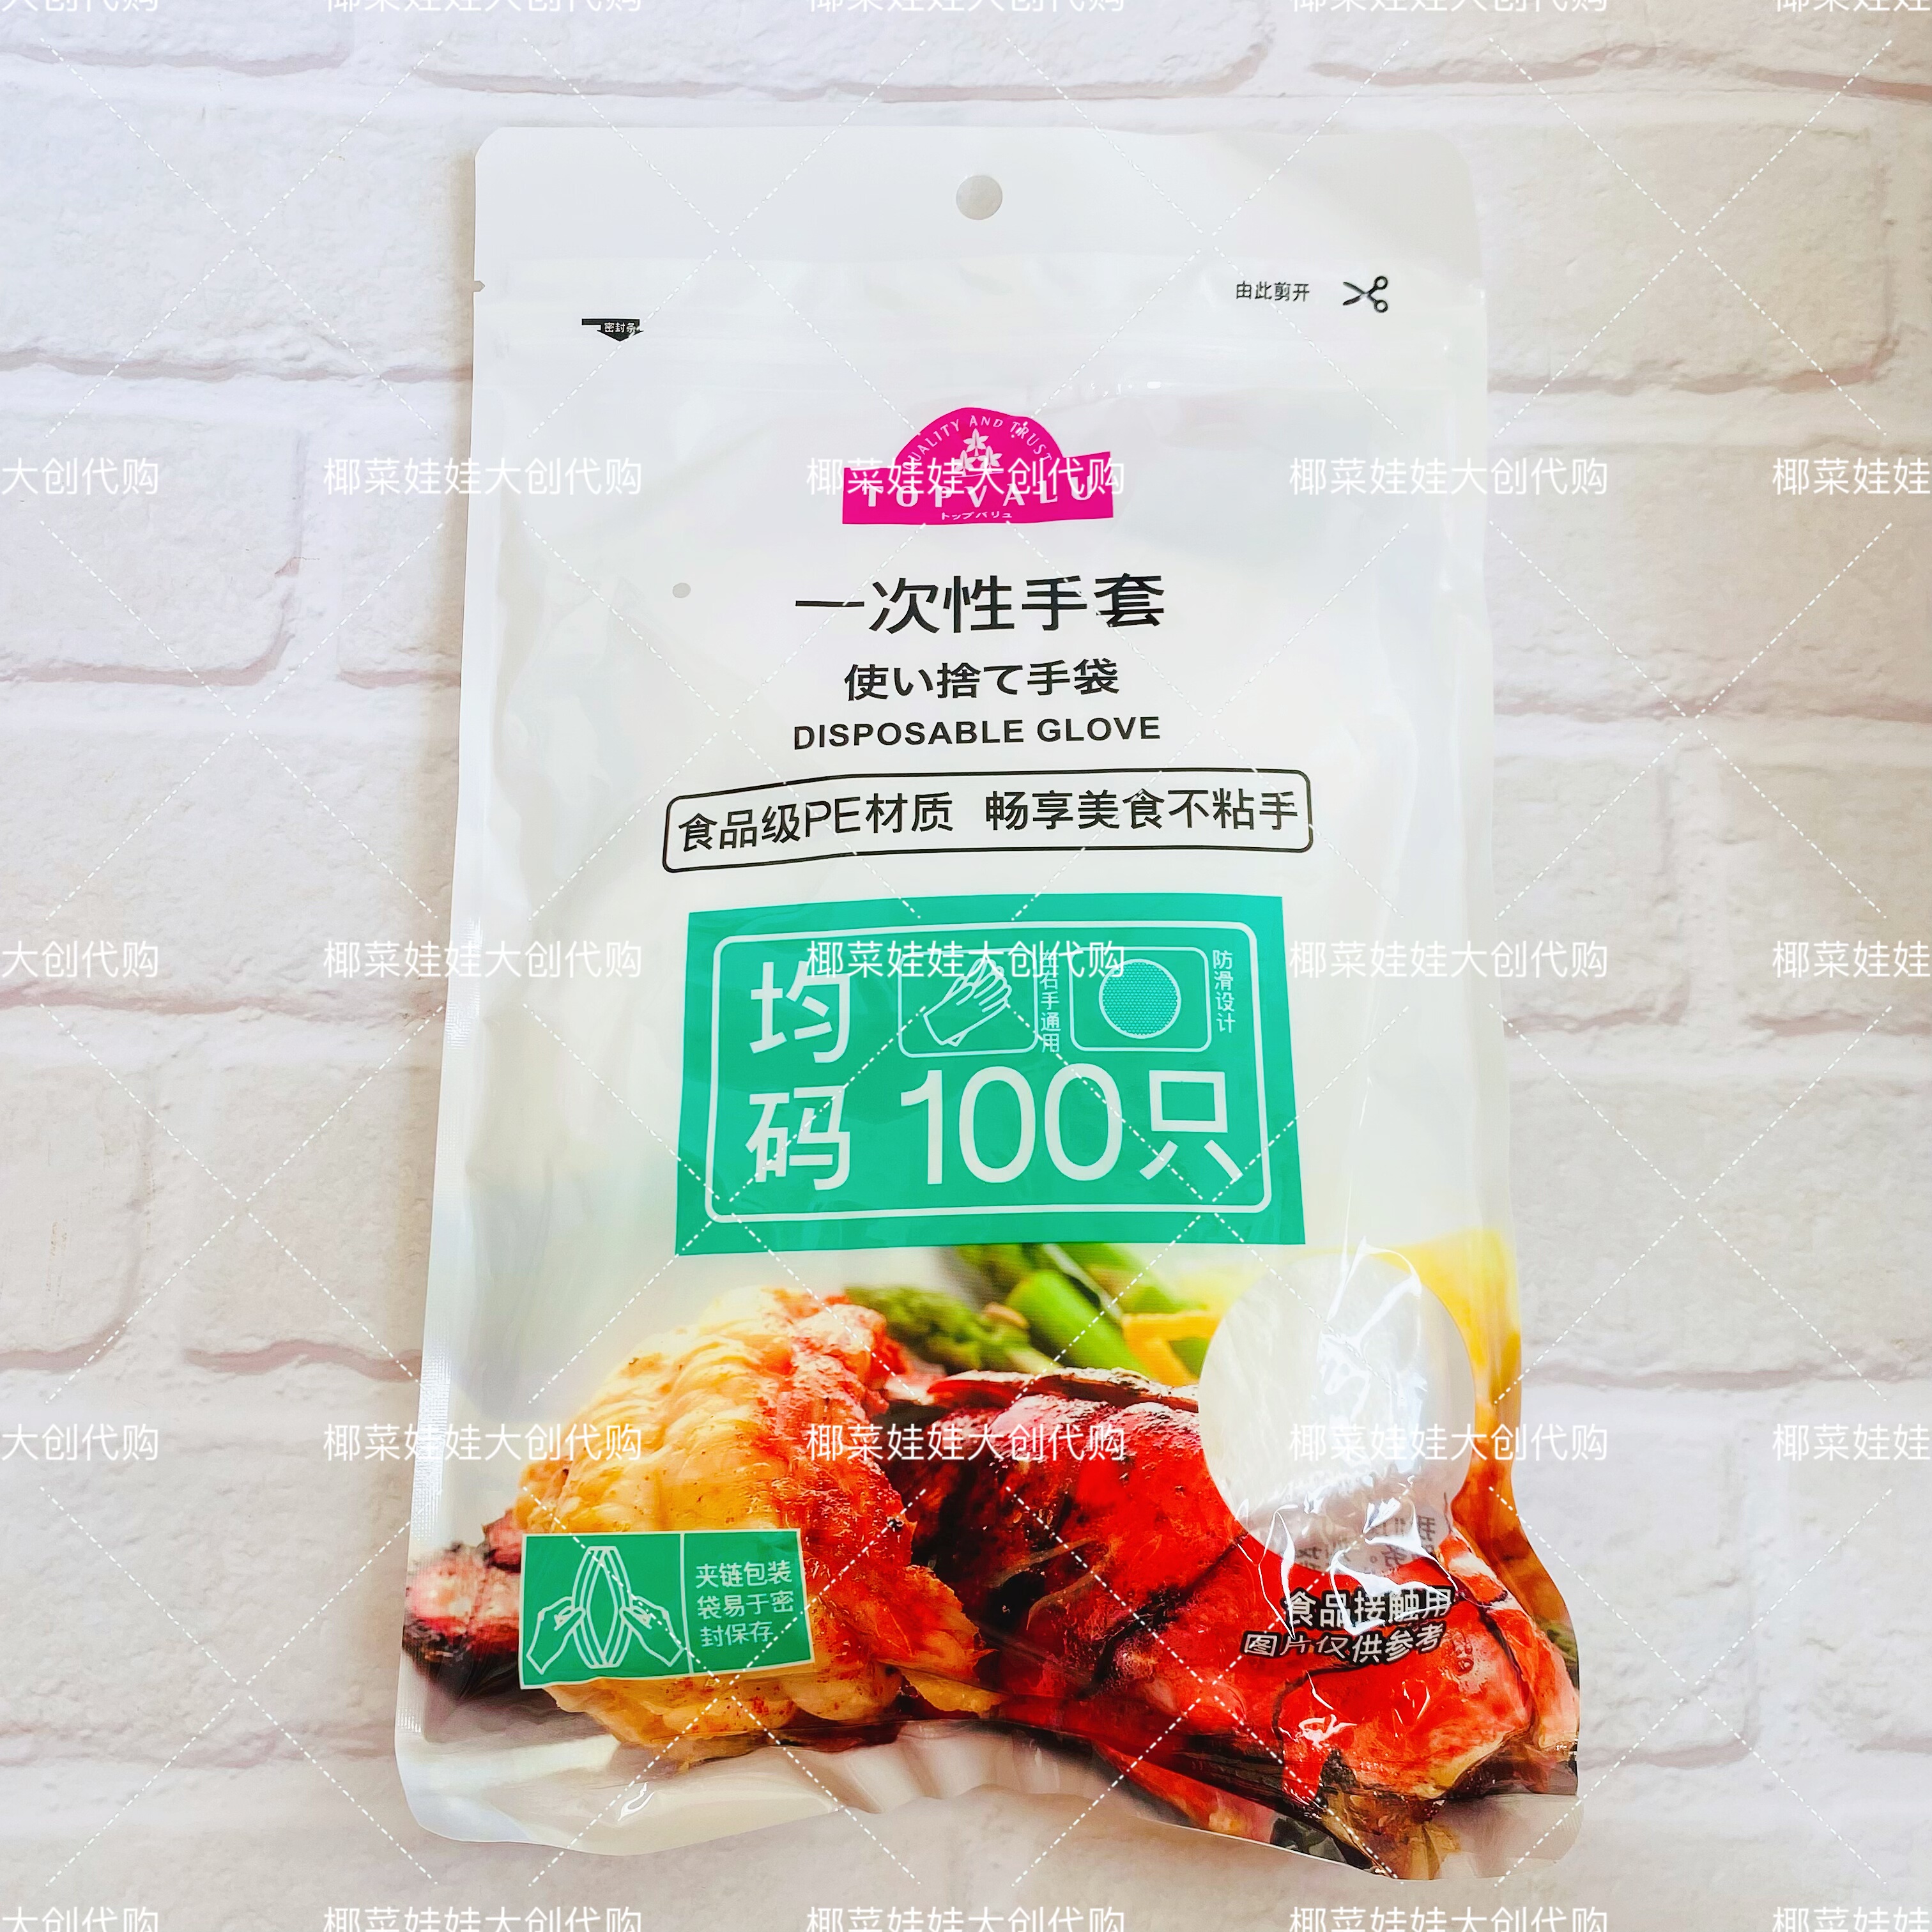 由此剪开
密封条
QUALITY AND TRUST
TOPVALU
トップバリュ
一次性手套
使い捨て手袋
DISPOSABLE GLOVE
食品级PE材质 畅享美食不粘手
均码
左右手通用
防滑设计
100只
夹链包装
袋易于密
封保存
食品接触用
图片仅供参考
椰菜娃娃大创代购